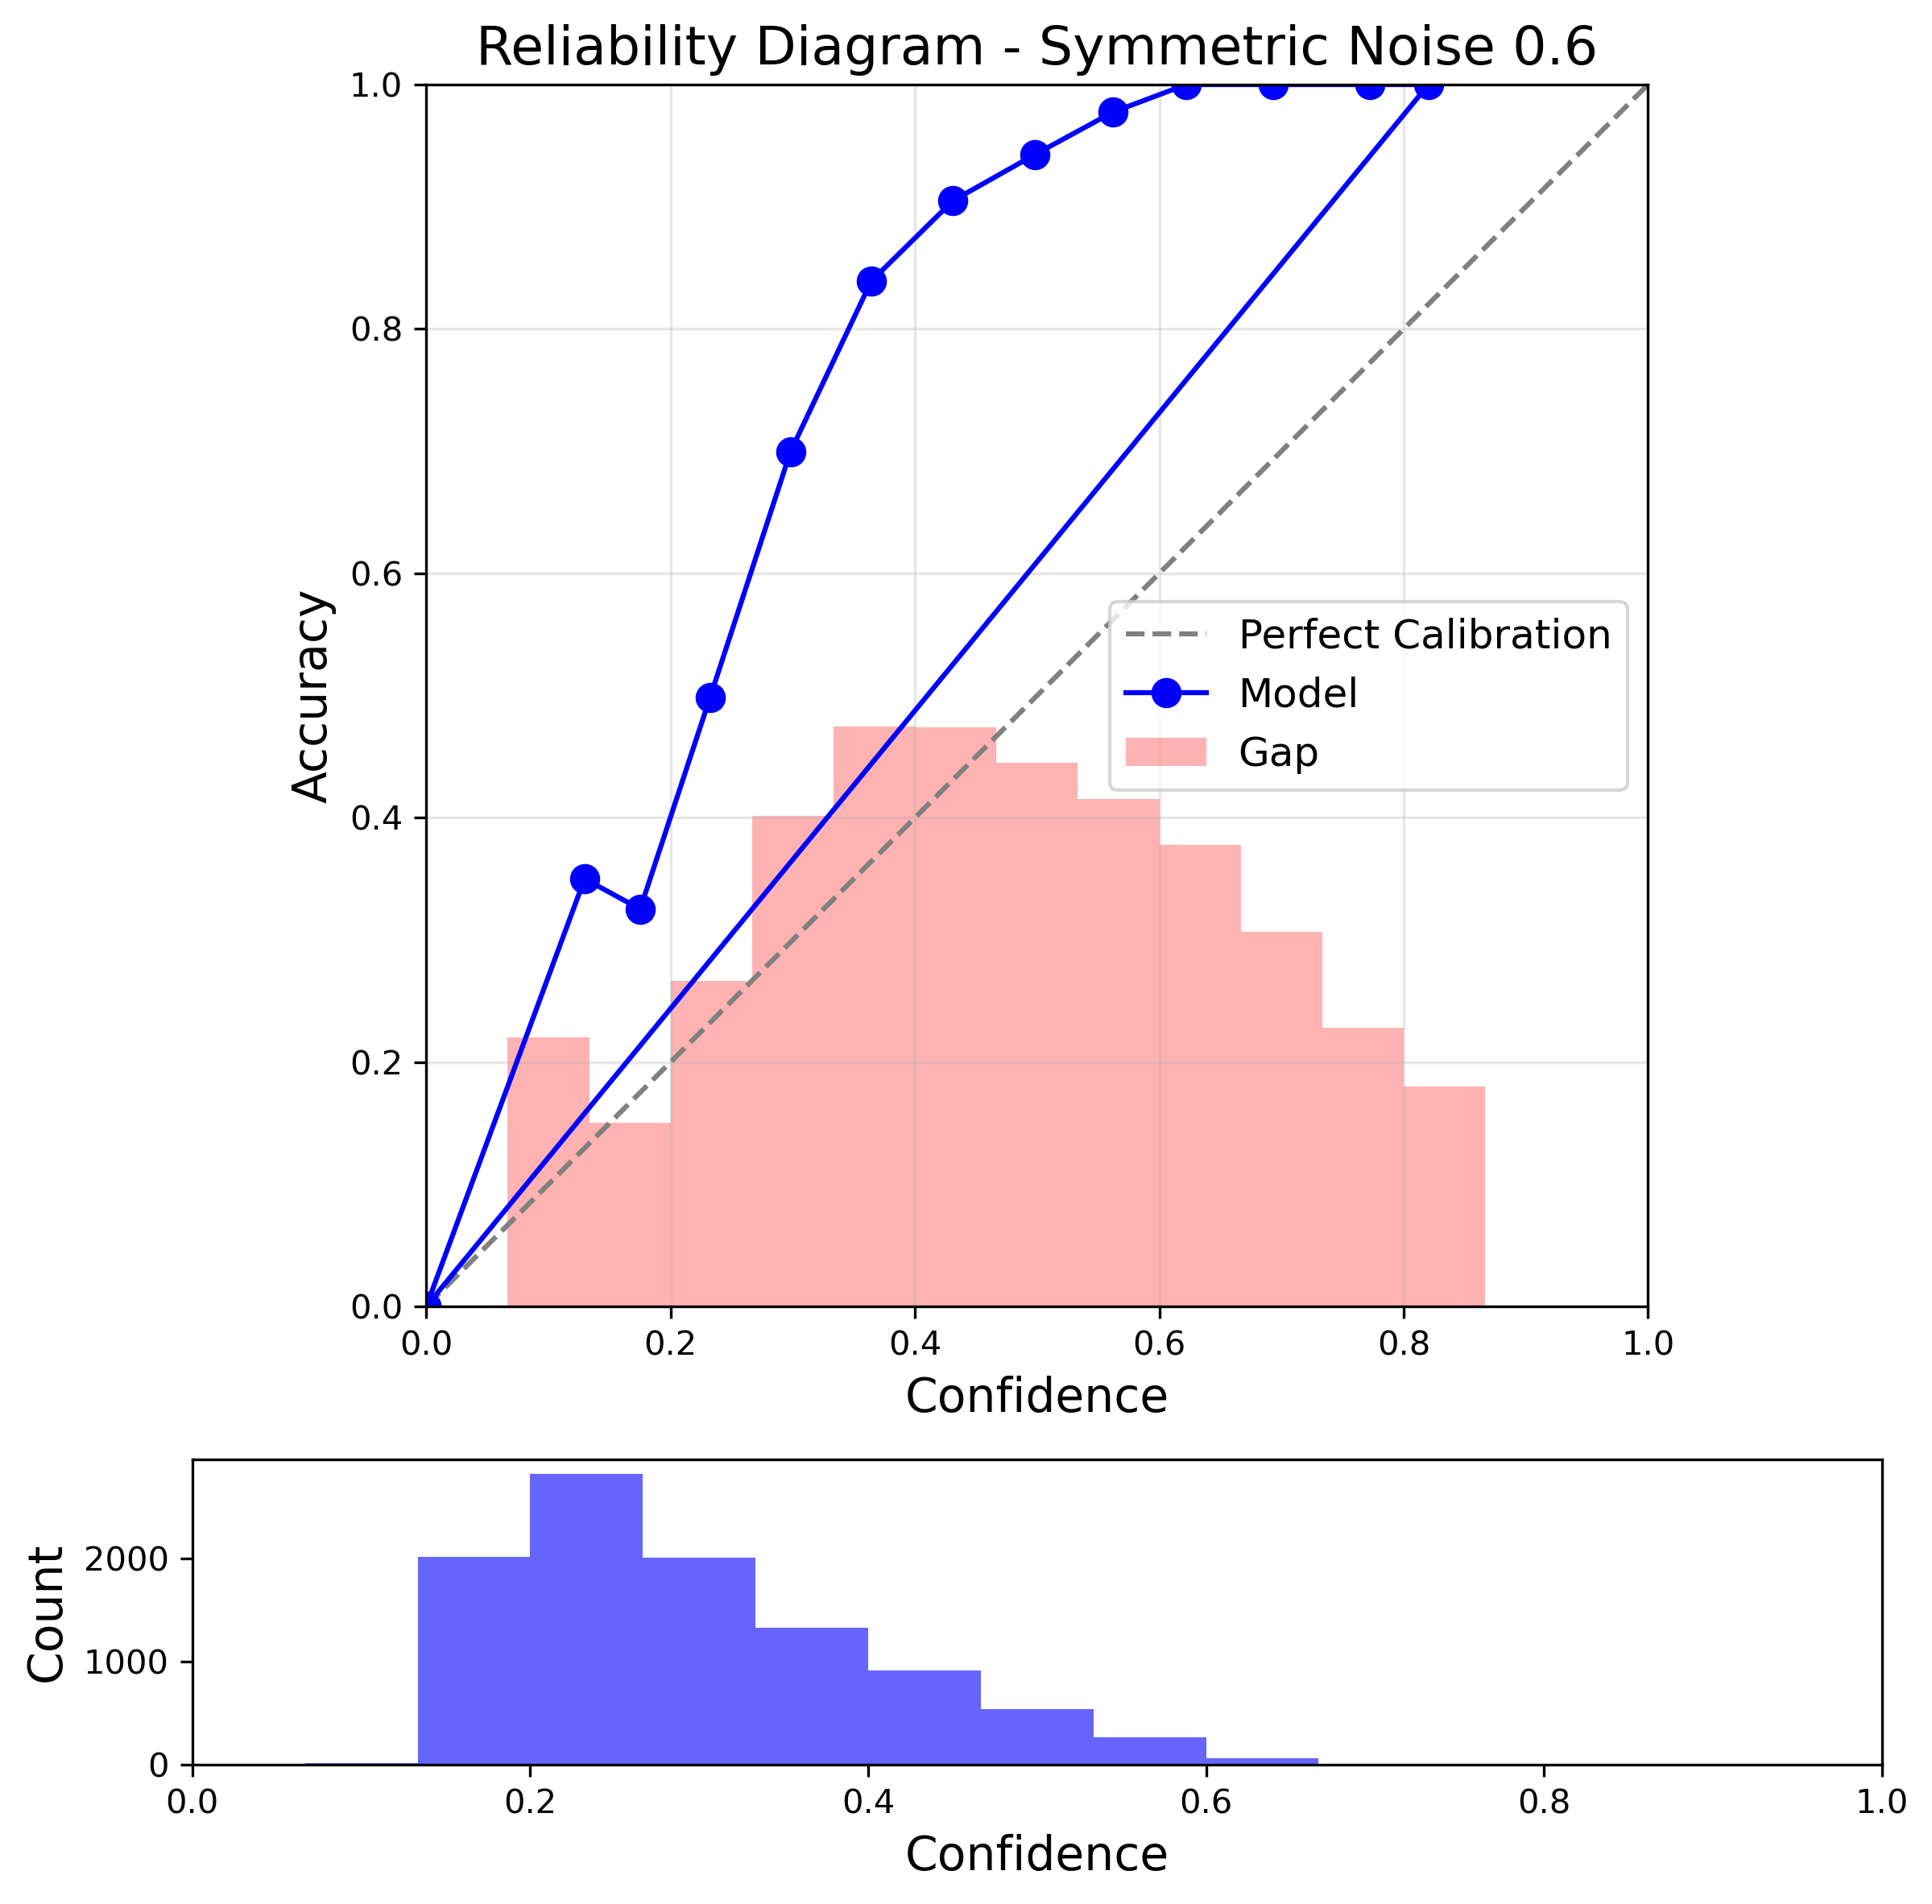 Reliability Diagram - Symmetric Noise 0.6
1.0
0.8
0.6
0.4
0.2
0.0
Accuracy
Perfect Calibration
Model
Gap
0.0 0.2 0.4 0.6 0.8 1.0
Confidence
2000
1000
0
Count
0.0 0.2 0.4 0.6 0.8 1.0
Confidence